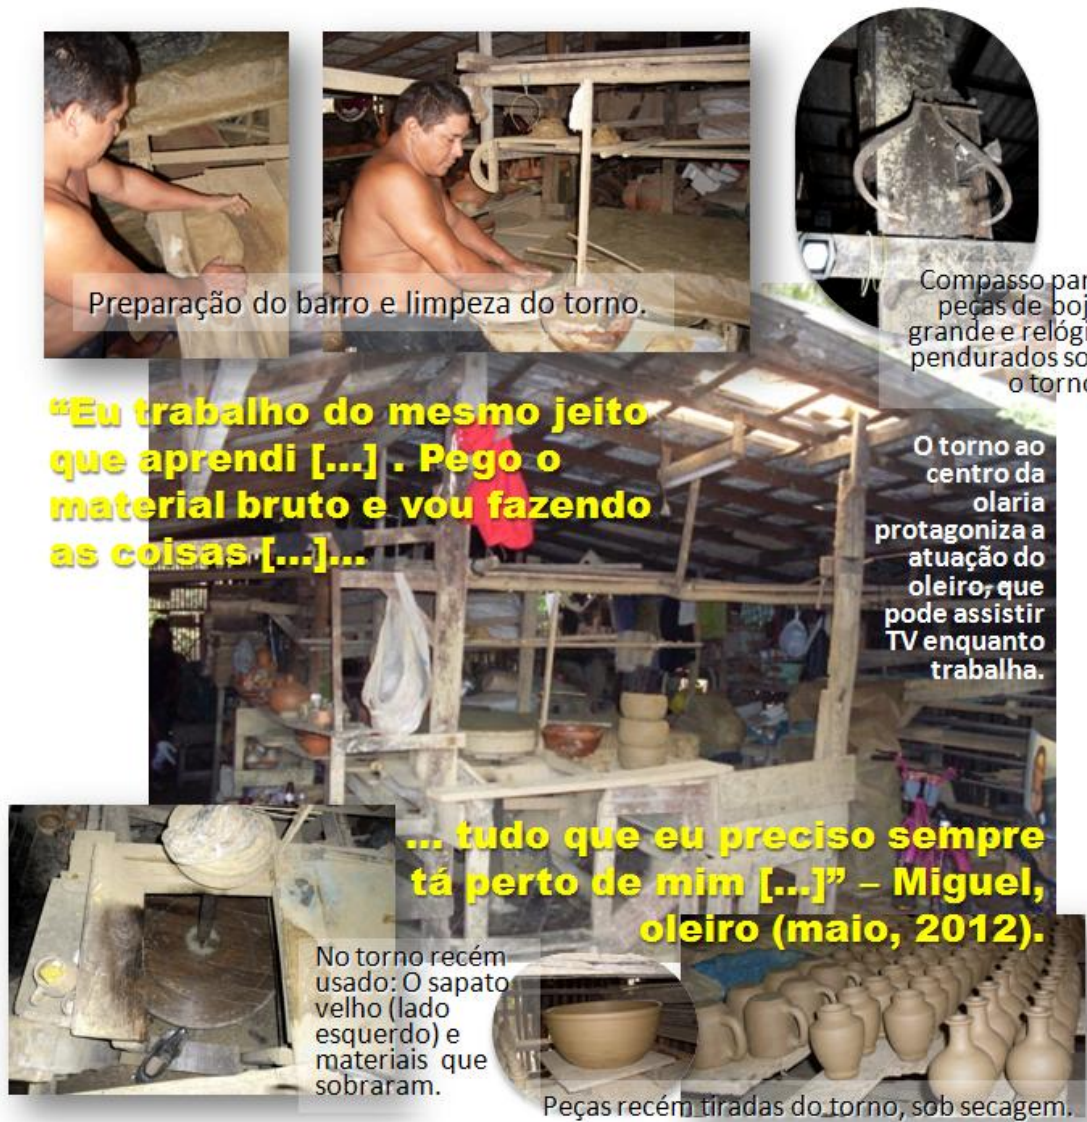 Preparação do barro e limpeza do torno.
Compasso par
peças de boj
grande e relógi
pendurados so
o torno
“Eu trabalho do mesmo jeito
que aprendi [...] . Pego o
material bruto e vou fazendo
as coisas [...]...
O torno ao
centro da
olaria
protagoniza a
atuação do
oleiro, que
pode assistir
TV enquanto
trabalha.
... tudo que eu preciso sempre
tá perto de mim [...]” – Miguel,
oleiro (maio, 2012).
No torno recém
usado: O sapato
velho (lado
esquerdo) e
materiais que
sobraram.
Peças recém tiradas do torno, sob secagem.